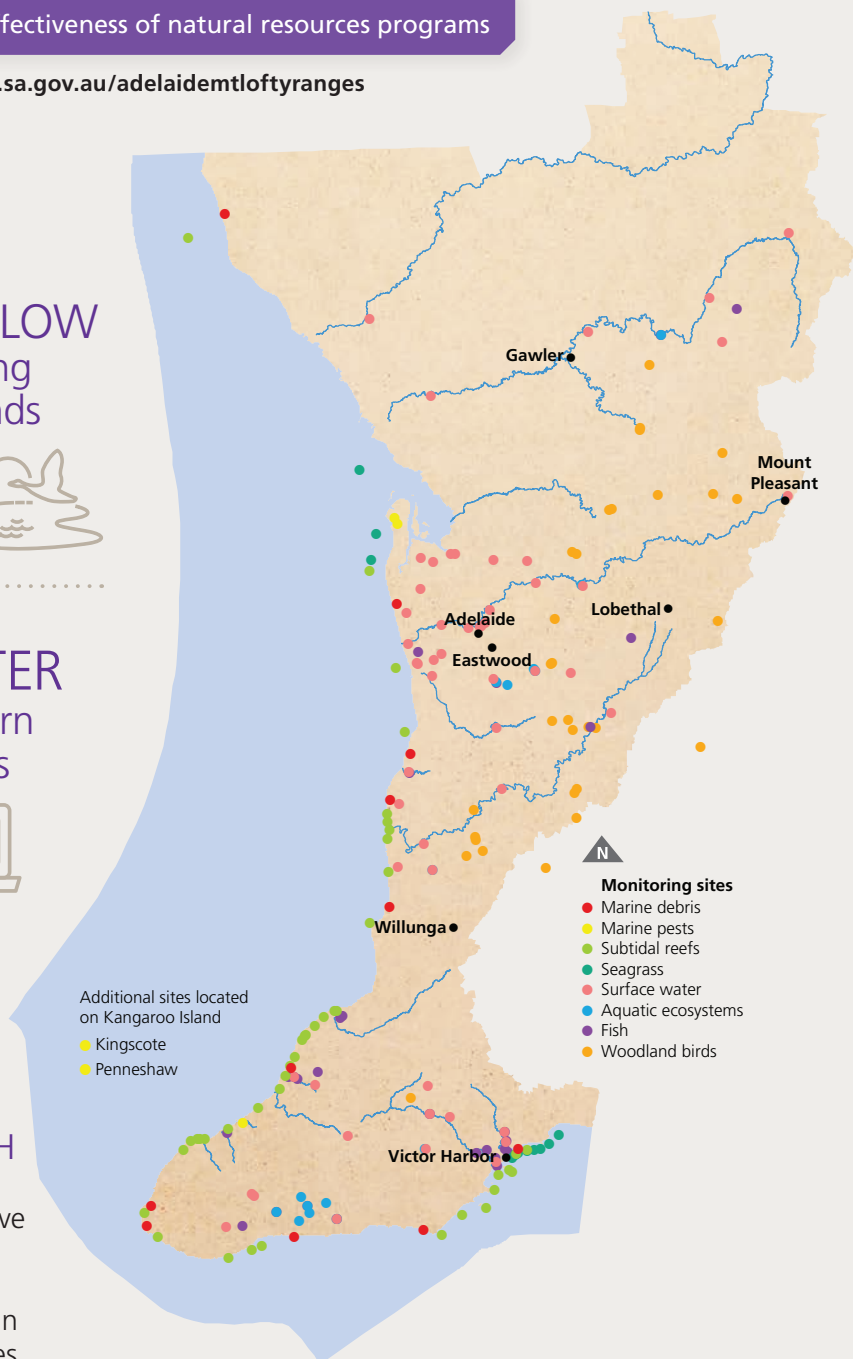 fectiveness of natural resources programs
.sa.gov.au/adelaidemtloftyranges
LOW
ng
ds
TER
rn
s
H
ve
n
es
Gawler
Mount
Pleasant
Adelaide
Lobethal
Eastwood
Willunga
Victor Harbor
N
Monitoring sites
Marine debris
Marine pests
Subtidal reefs
Seagrass
Surface water
Aquatic ecosystems
Fish
Woodland birds
Additional sites located
on Kangaroo Island
Kingscote
Penneshaw